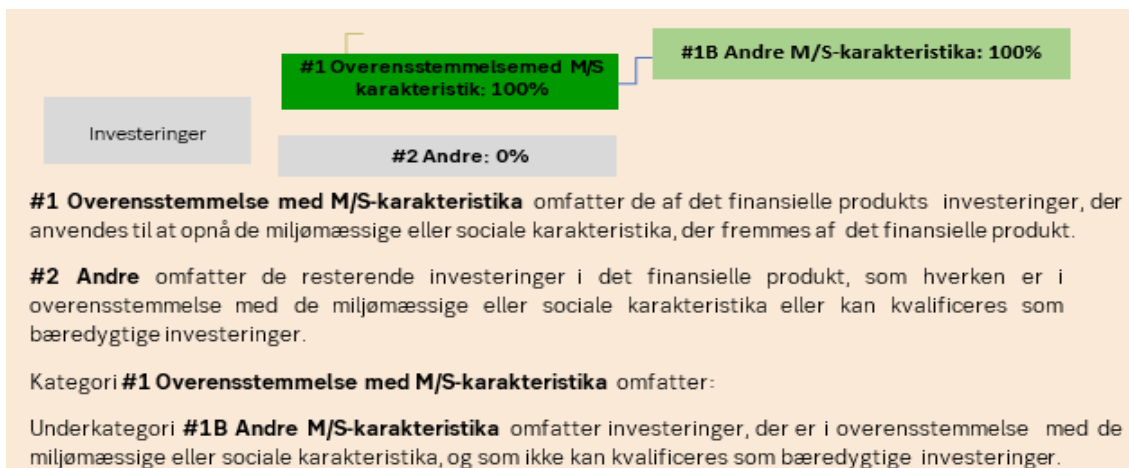 #1 Overensstemmelsemed M/S
karakteristik: 100%
#1B Andre M/S-karakteristika: 100%
Investeringer
#2 Andre: 0%
#1 Overensstemmelse med M/S-karakteristika omfatter de af det finansielle produkts investeringer, der
anvendes til at opnå de miljømæssige eller sociale karakteristika, der fremmes af det finansielle produkt.
#2 Andre omfatter de resterende investeringer i det finansielle produkt, som hverken er i
overensstemmelse med de miljømæssige eller sociale karakteristika eller kan kvalificeres som
bæredygtige investeringer.
Kategori #1 Overensstemmelse med M/S-karakteristika omfatter:
Underkategori #1B Andre M/S-karakteristika omfatter investeringer, der er i overensstemmelse med de
miljømæssige eller sociale karakteristika, og som ikke kan kvalificeres som bæredygtige investeringer.